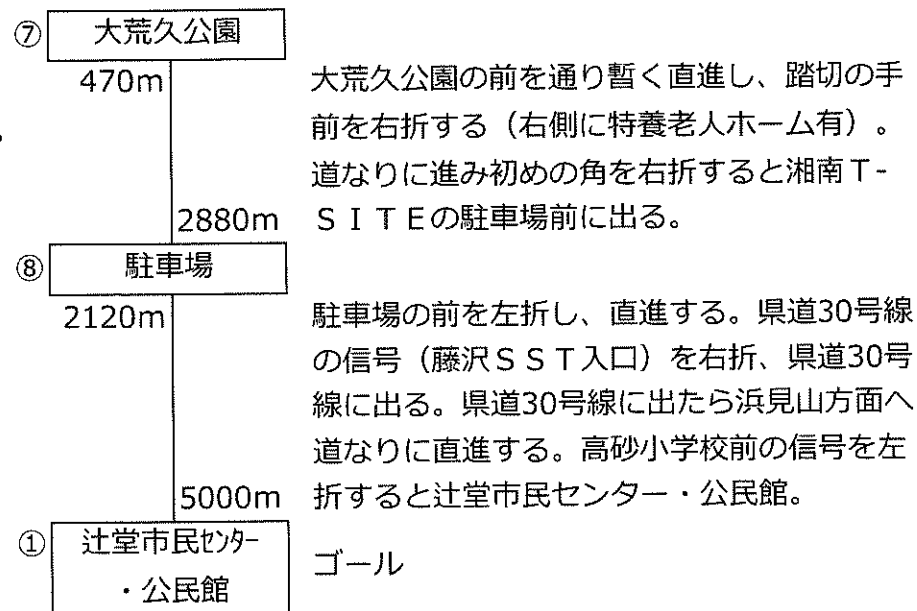 ⑦ 大荒久公園
470m
大荒久公園の前を通り暫く直進し、踏切の手
前を右折する（右側に特養老人ホーム有）。
道なりに進み初めの角を右折すると湘南Ｔ-
ＳＩＴＥの駐車場前に出る。
2880m
⑧ 駐車場
2120m
駐車場の前を左折し、直進する。県道30号線
の信号（藤沢ＳＳＴ入口）を右折、県道30号
線に出る。県道30号線に出たら浜見山方面へ
道なりに直進する。高砂小学校前の信号を左
折すると辻堂市民センター・公民館。
5000m
① 辻堂市民ｾﾝﾀｰ
・公民館
ゴール